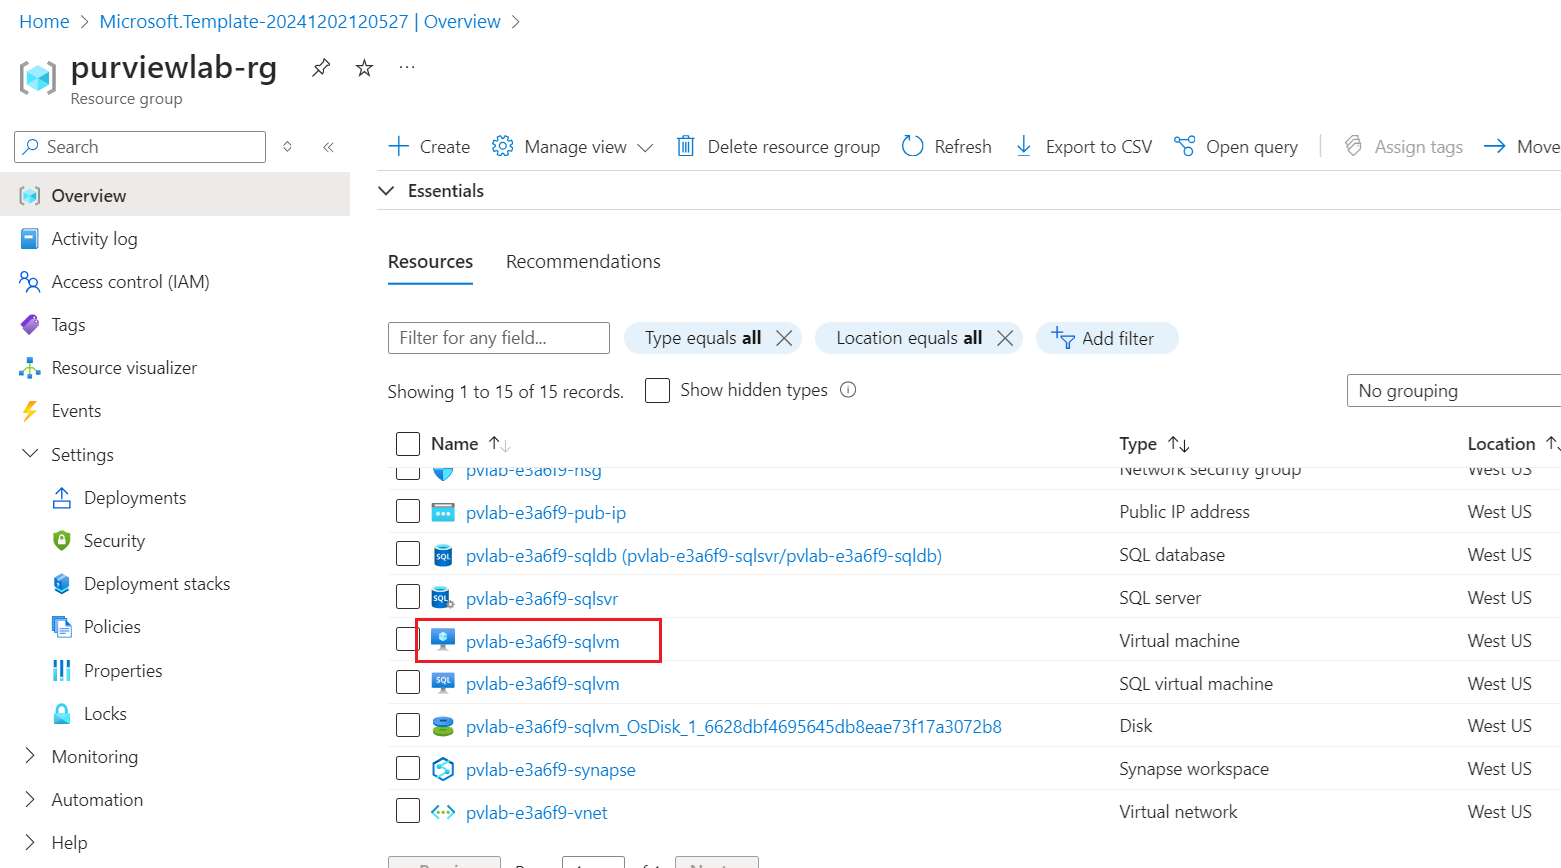 Home > Microsoft.Template-20241202120527 | Overview >
purviewlab-rg
...
Resource group
Search
Create Manage view Delete resource group Refresh Export to CSV Open query Assign tags Move
Overview
Activity log
Access control (IAM)
Tags
Resource visualizer
Events
Settings
Deployments
Security
Deployment stacks
Policies
Properties
Locks
Monitoring
Automation
Help
Essentials
Resources Recommendations
Filter for any field... Type equals all Location equals all Add filter
Showing 1 to 15 of 15 records. Show hidden types No grouping
Name Type Location
pvlab-e3a6f9-nsg Network security group West US
pvlab-e3a6f9-pub-ip Public IP address West US
SQL pvlab-e3a6f9-sqldb (pvlab-e3a6f9-sqlsvr/pvlab-e3a6f9-sqldb) SQL database West US
SQL pvlab-e3a6f9-sqlsvr SQL server West US
pvlab-e3a6f9-sqlvm Virtual machine West US
SQL pvlab-e3a6f9-sqlvm SQL virtual machine West US
pvlab-e3a6f9-sqlvm_OsDisk_1_6628dbf4695645db8eae73f17a3072b8 Disk West US
pvlab-e3a6f9-synapse Synapse workspace West US
pvlab-e3a6f9-vnet Virtual network West US